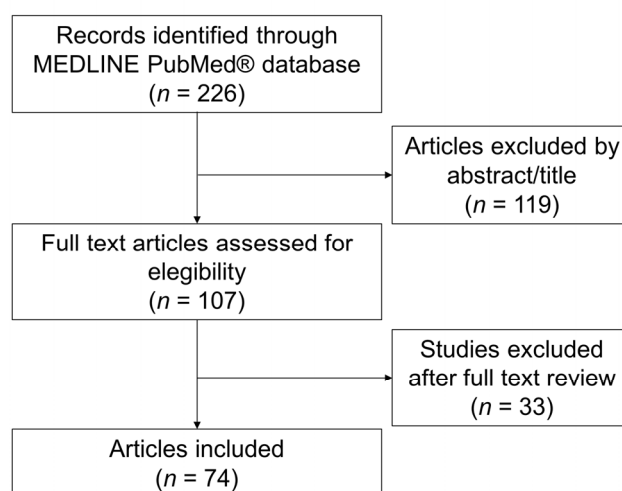 Records identified through
MEDLINE PubMed® database
(n = 226)
Articles excluded by
abstract/title
(n = 119)
Full text articles assessed for
elegibility
(n = 107)
Studies excluded
after full text review
(n = 33)
Articles included
(n = 74)